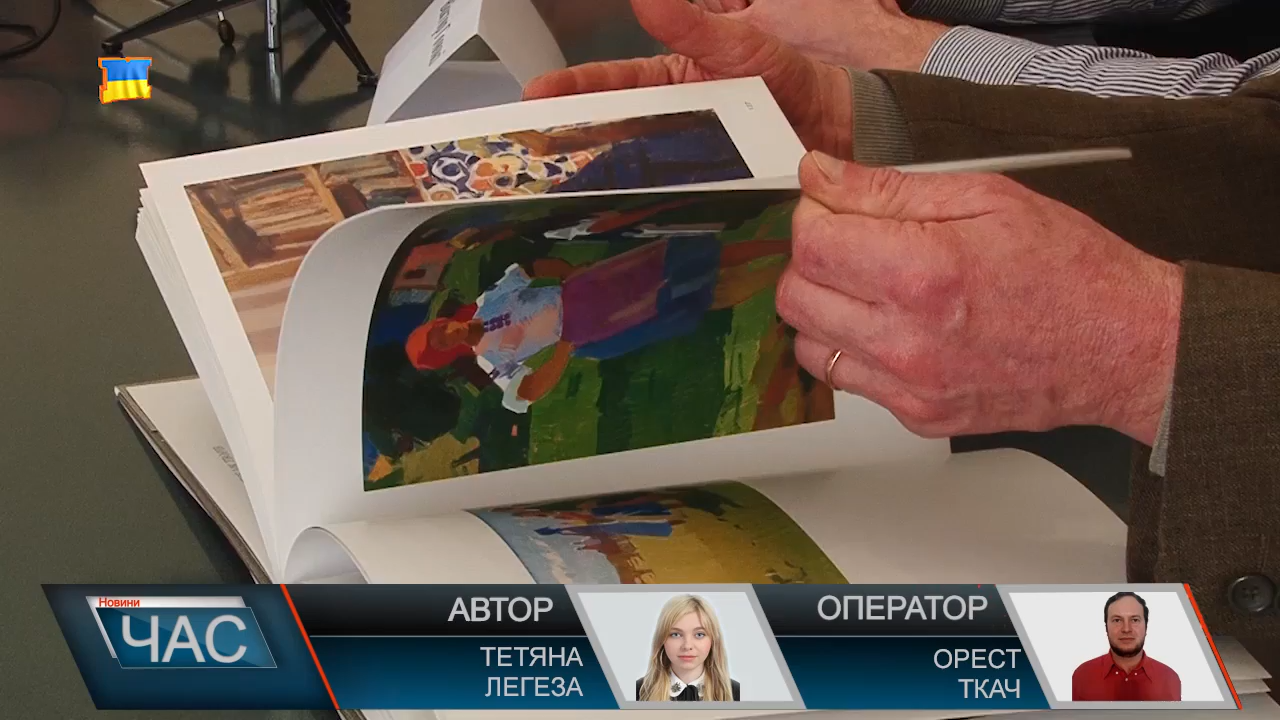 Новини
ЧАС
АВТОР
ТЕТЯНА
ЛЕГЕЗА
ОПЕРАТОР
ОРЕСТ
ТКАЧ